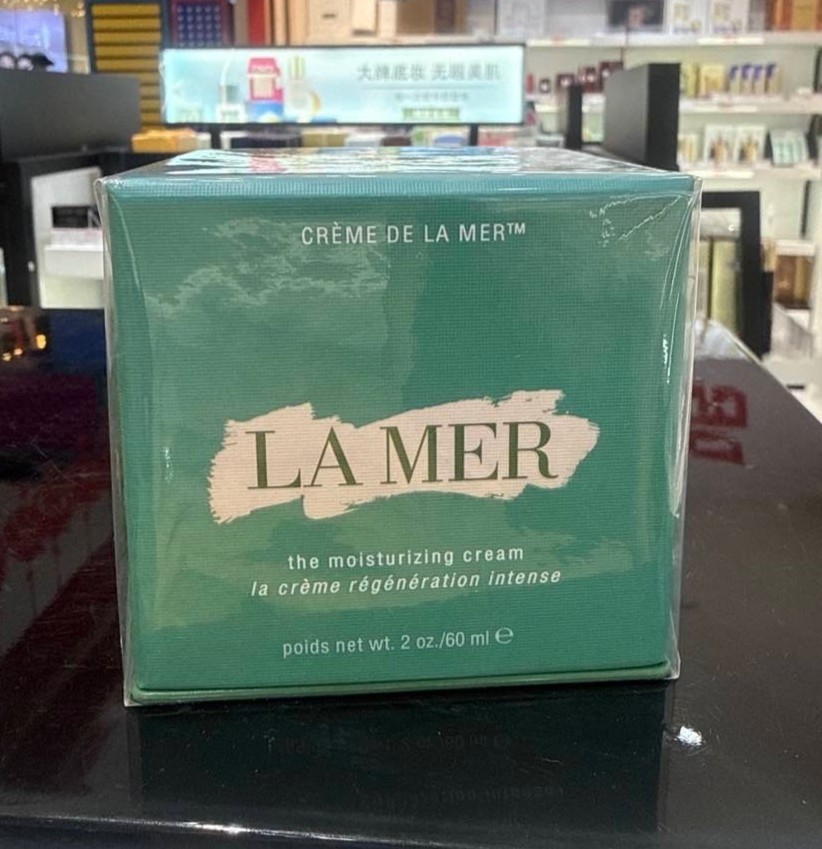 大牌底妆 无瑕美肌
CRÈME DE LA MER™
LA MER
the moisturizing cream
la crème régénération intense
poids net wt. 2 oz./60 ml ℮